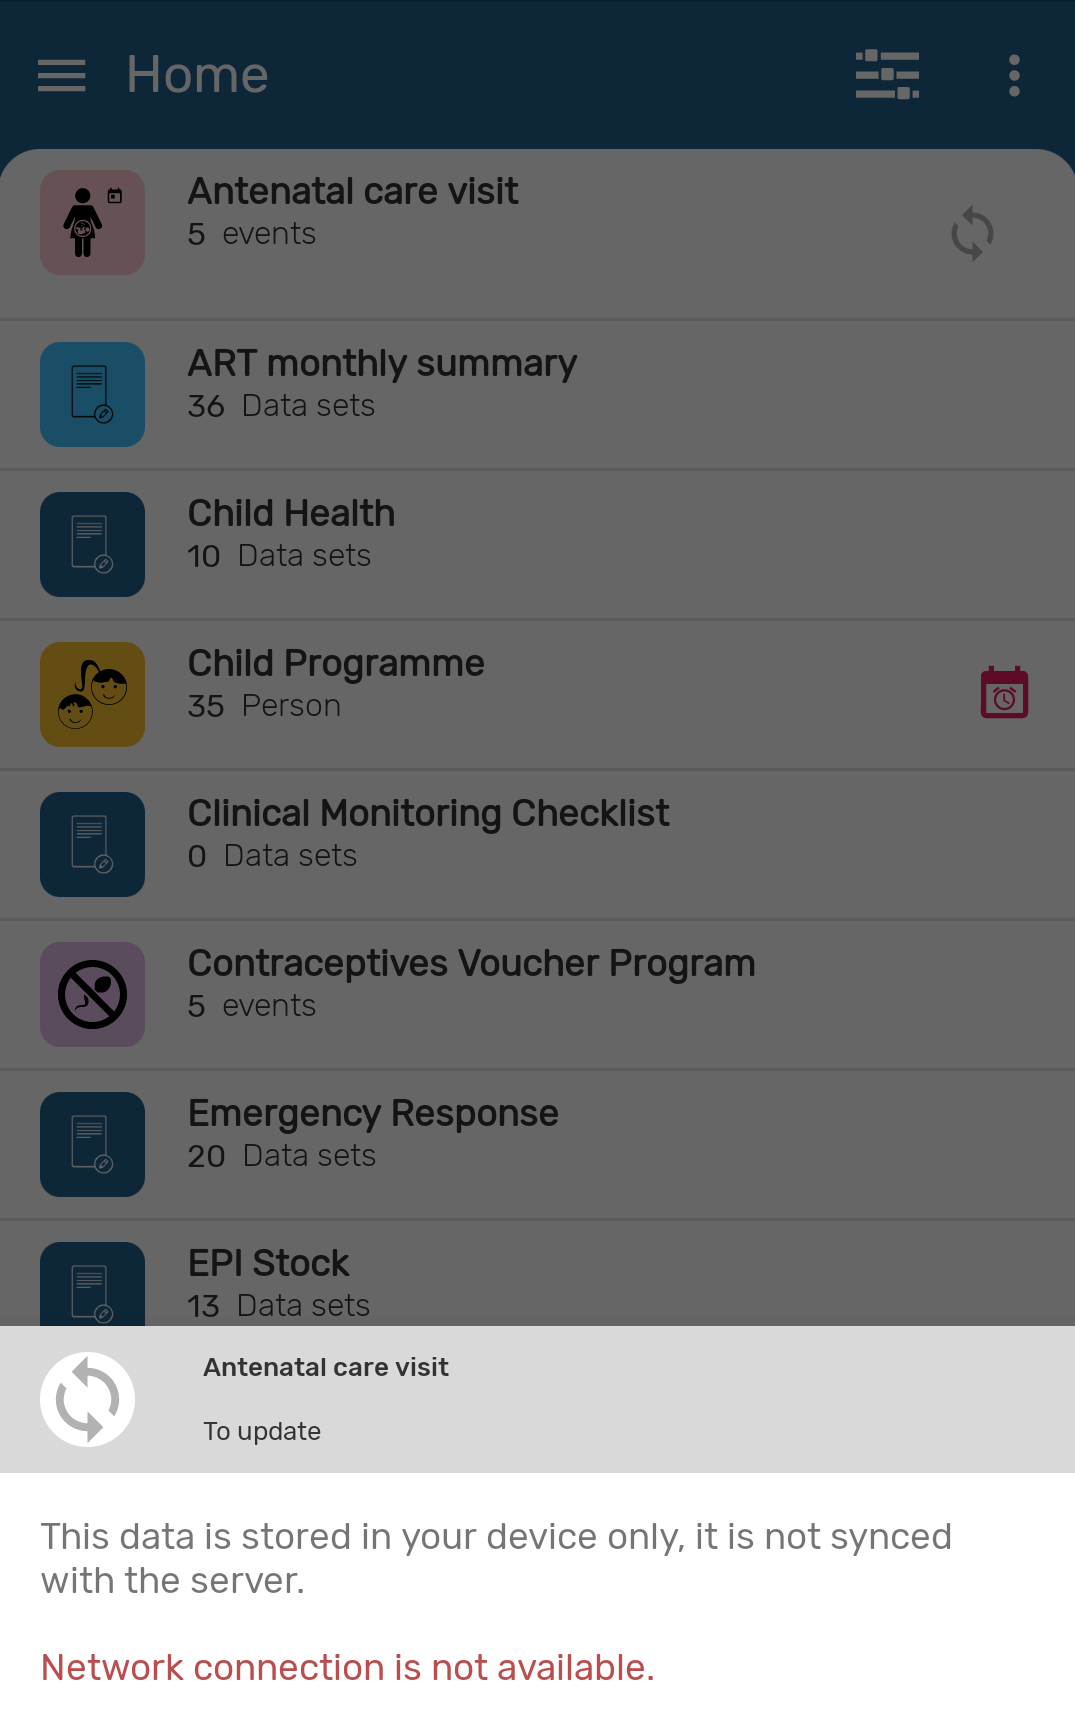 Home
Antenatal care visit
5 events
ART monthly summary
36 Data sets
Child Health
10 Data sets
Child Programme
35 Person
Clinical Monitoring Checklist
0 Data sets
Contraceptives Voucher Program
5 events
Emergency Response
20 Data sets
EPI Stock
13 Data sets
Antenatal care visit
To update
This data is stored in your device only, it is not synced
with the server.
Network connection is not available.